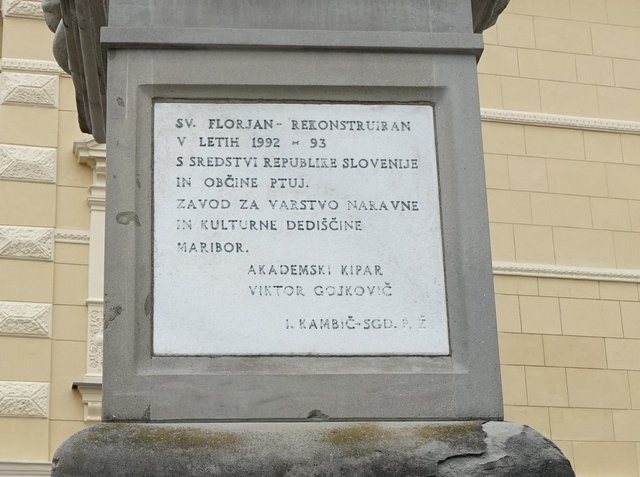 SV. FLORJAN - REKONSTRUIRAN
V LETIH 1992 - 93
S SREDSTVI REPUBLIKE SLOVENIJE
IN OBČINE PTUJ.
ZAVOD ZA VARSTVO NARAVNE
IN KULTURNE DEDIŠČINE
MARIBOR.
AKADEMSKI KIPAR
VIKTOR GOJKOVIČ
I. KAMBIČ-SGD. P. Ž